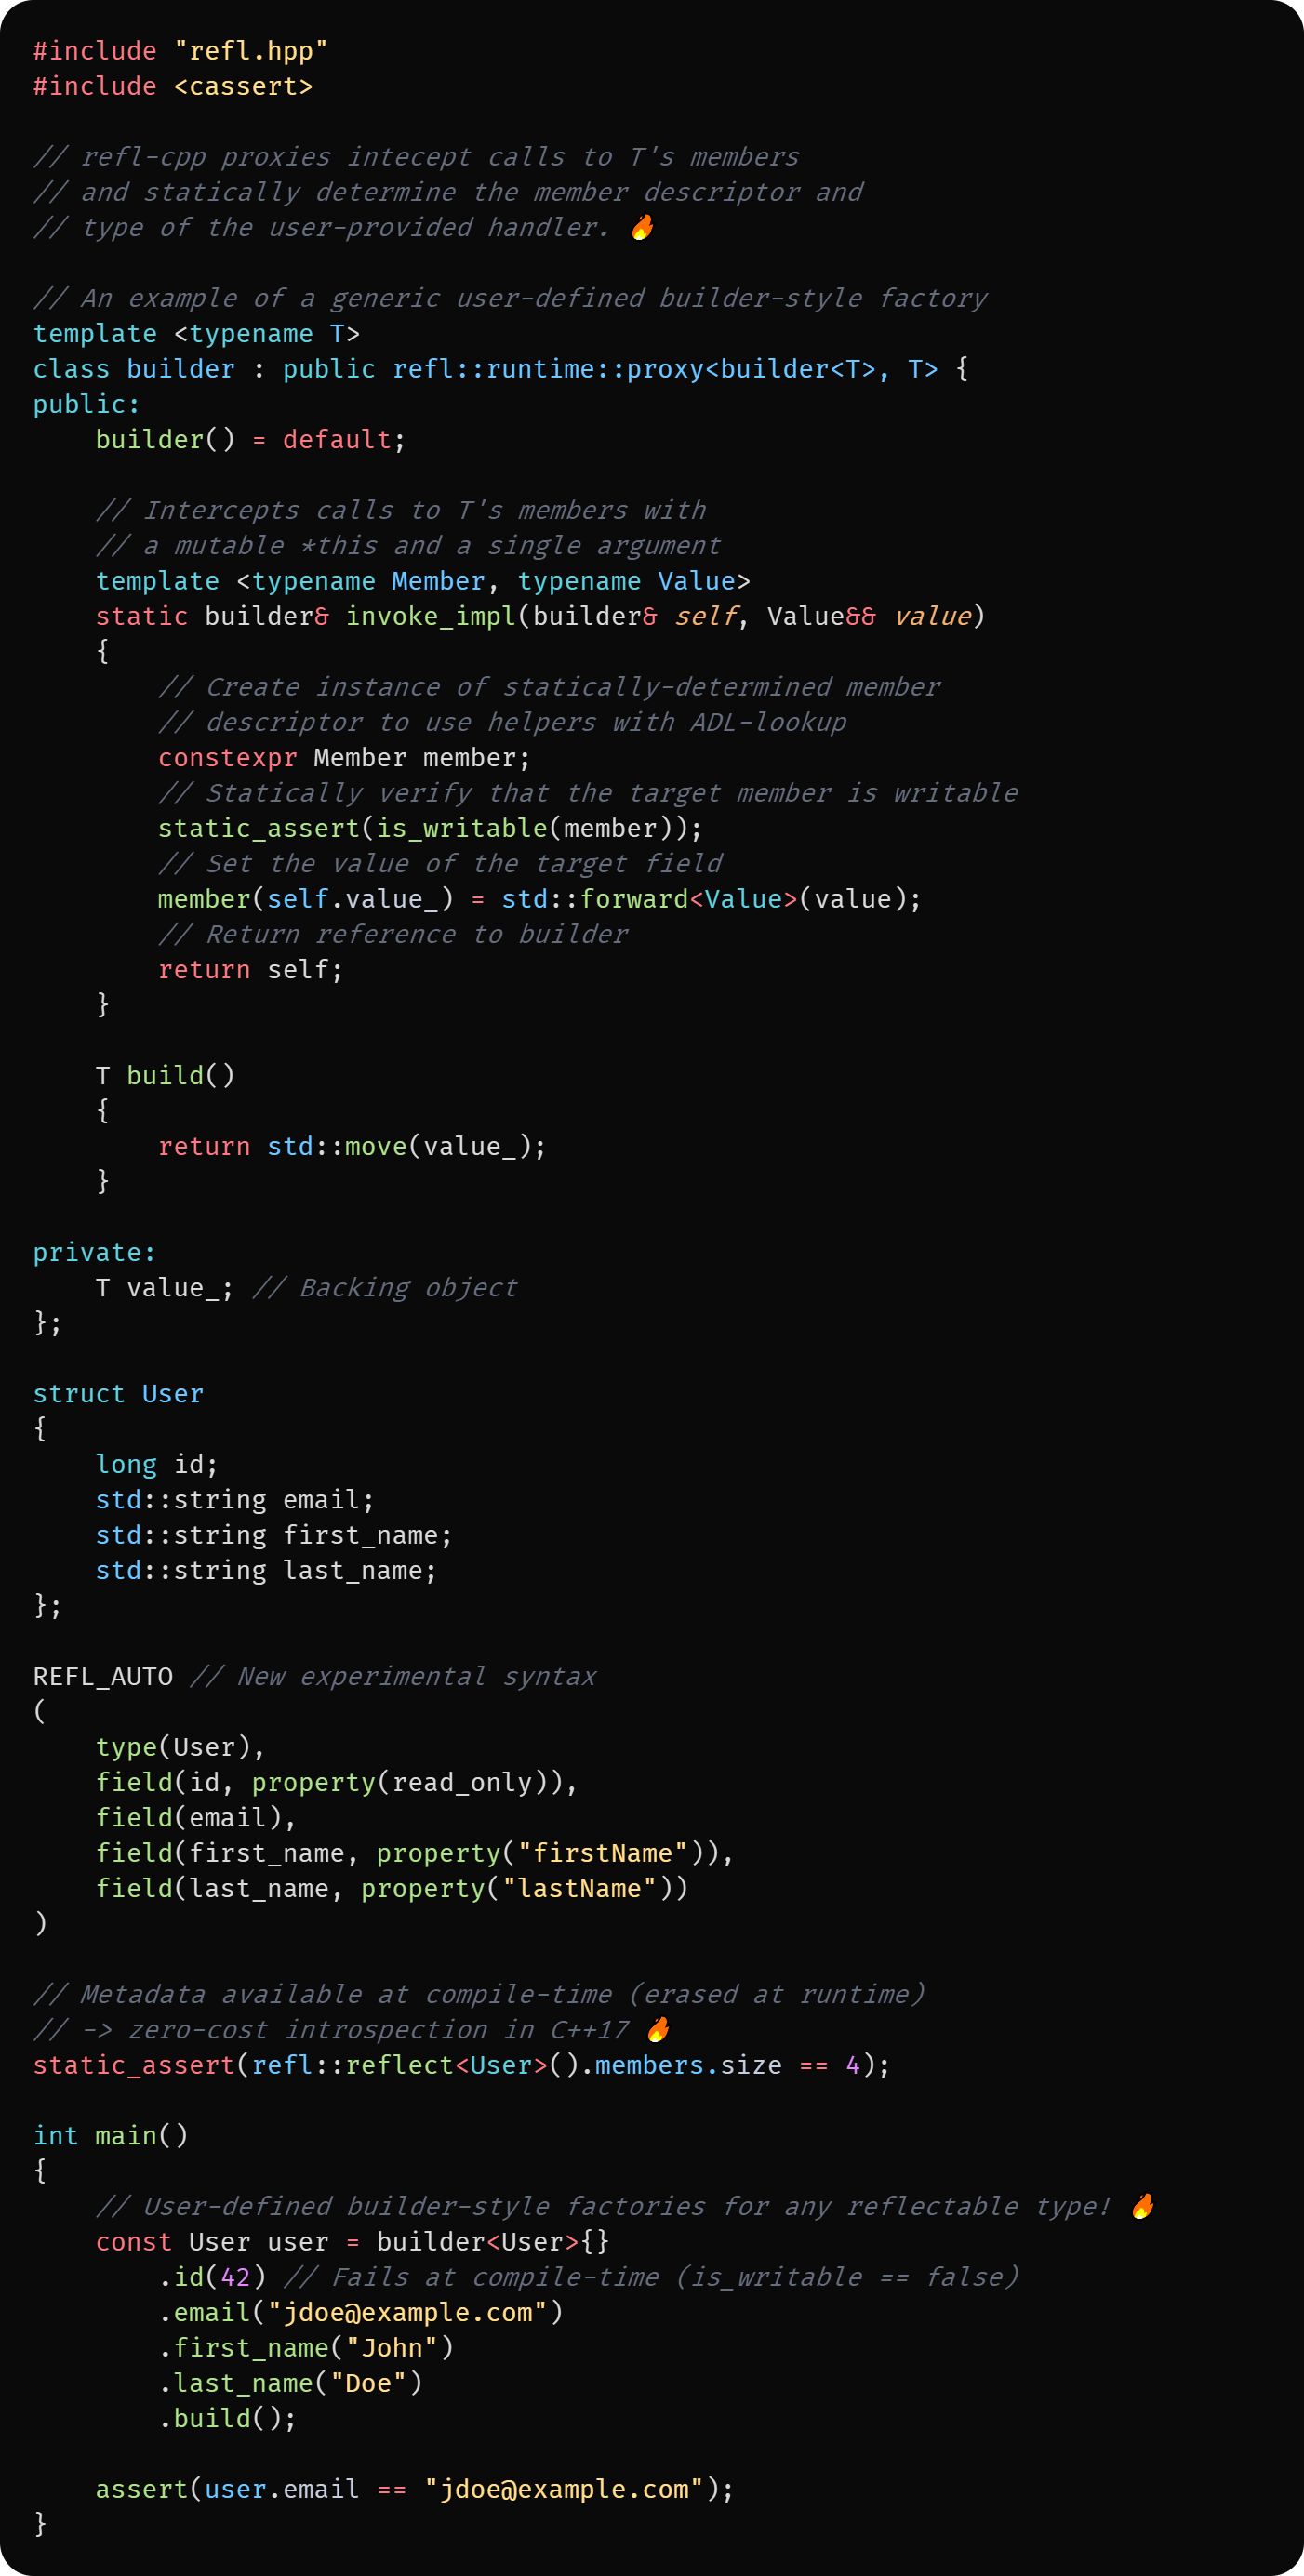 #include "refl.hpp"
#include <cassert>

// refl-cpp proxies intecept calls to T's members
// and statically determine the member descriptor and
// type of the user-provided handler. 🔥

// An example of a generic user-defined builder-style factory
template <typename T>
class builder : public refl::runtime::proxy<builder<T>, T> {
public:
    builder() = default;

    // Intercepts calls to T's members with
    // a mutable *this and a single argument
    template <typename Member, typename Value>
    static builder& invoke_impl(builder& self, Value&& value)
    {
        // Create instance of statically-determined member
        // descriptor to use helpers with ADL-lookup
        constexpr Member member;
        // Statically verify that the target member is writable
        static_assert(is_writable(member));
        // Set the value of the target field
        member(self.value_) = std::forward<Value>(value);
        // Return reference to builder
        return self;
    }

    T build()
    {
        return std::move(value_);
    }

private:
    T value_; // Backing object
};

struct User
{
    long id;
    std::string email;
    std::string first_name;
    std::string last_name;
};

REFL_AUTO // New experimental syntax
(
    type(User),
    field(id, property(read_only)),
    field(email),
    field(first_name, property("firstName")),
    field(last_name, property("lastName"))
)

// Metadata available at compile-time (erased at runtime)
// -> zero-cost introspection in C++17 🔥
static_assert(refl::reflect<User>().members.size == 4);

int main()
{
    // User-defined builder-style factories for any reflectable type! 🔥
    const User user = builder<User>{}
        .id(42) // Fails at compile-time (is_writable == false)
        .email("jdoe@example.com")
        .first_name("John")
        .last_name("Doe")
        .build();

    assert(user.email == "jdoe@example.com");
}